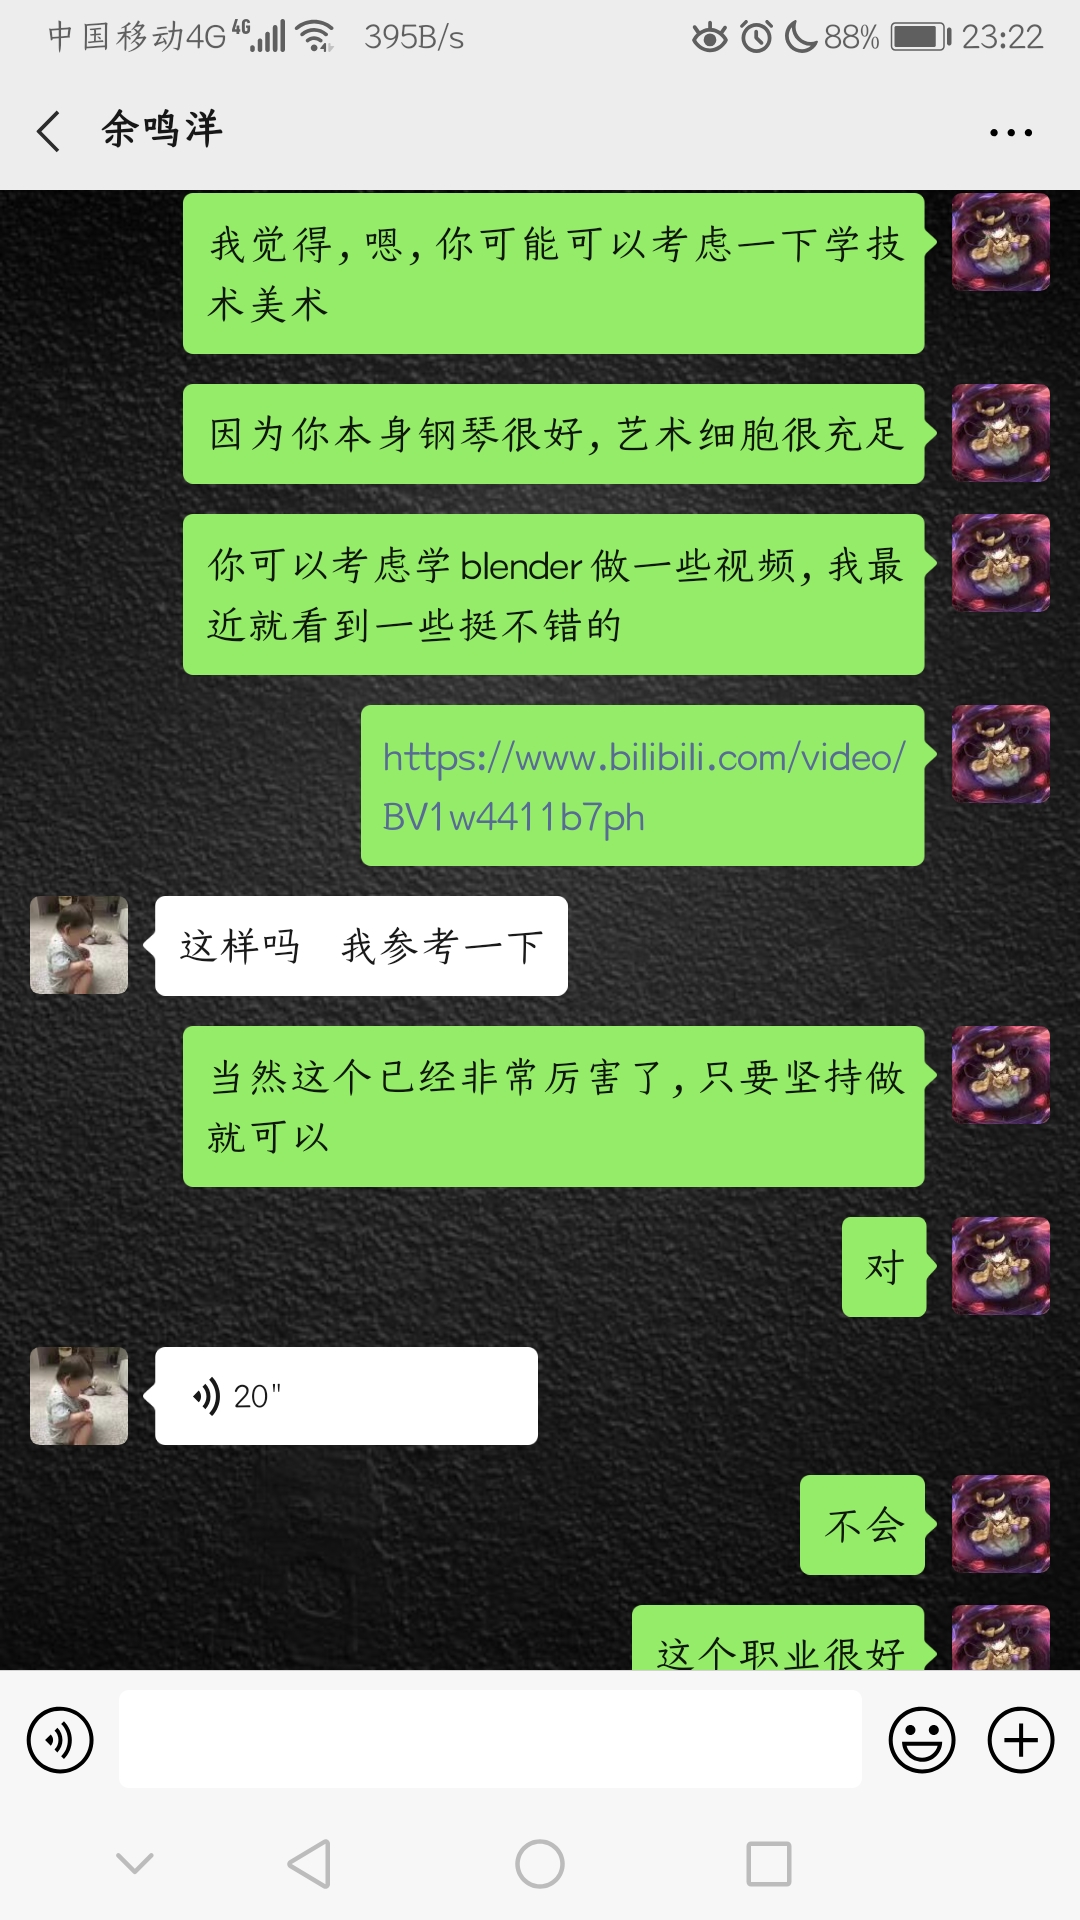 中国移动4G 4G 395B/s 88% 23:22
余鸣洋
我觉得，嗯，你可能可以考虑一下学技
术美术
因为你本身钢琴很好，艺术细胞很充足
你可以考虑学blender做一些视频，我最
近就看到一些挺不错的
https://www.bilibili.com/video/
BV1w4411b7ph
这样吗　我参考一下
当然这个已经非常厉害了，只要坚持做
就可以
对
20"
不会
这个职业很好